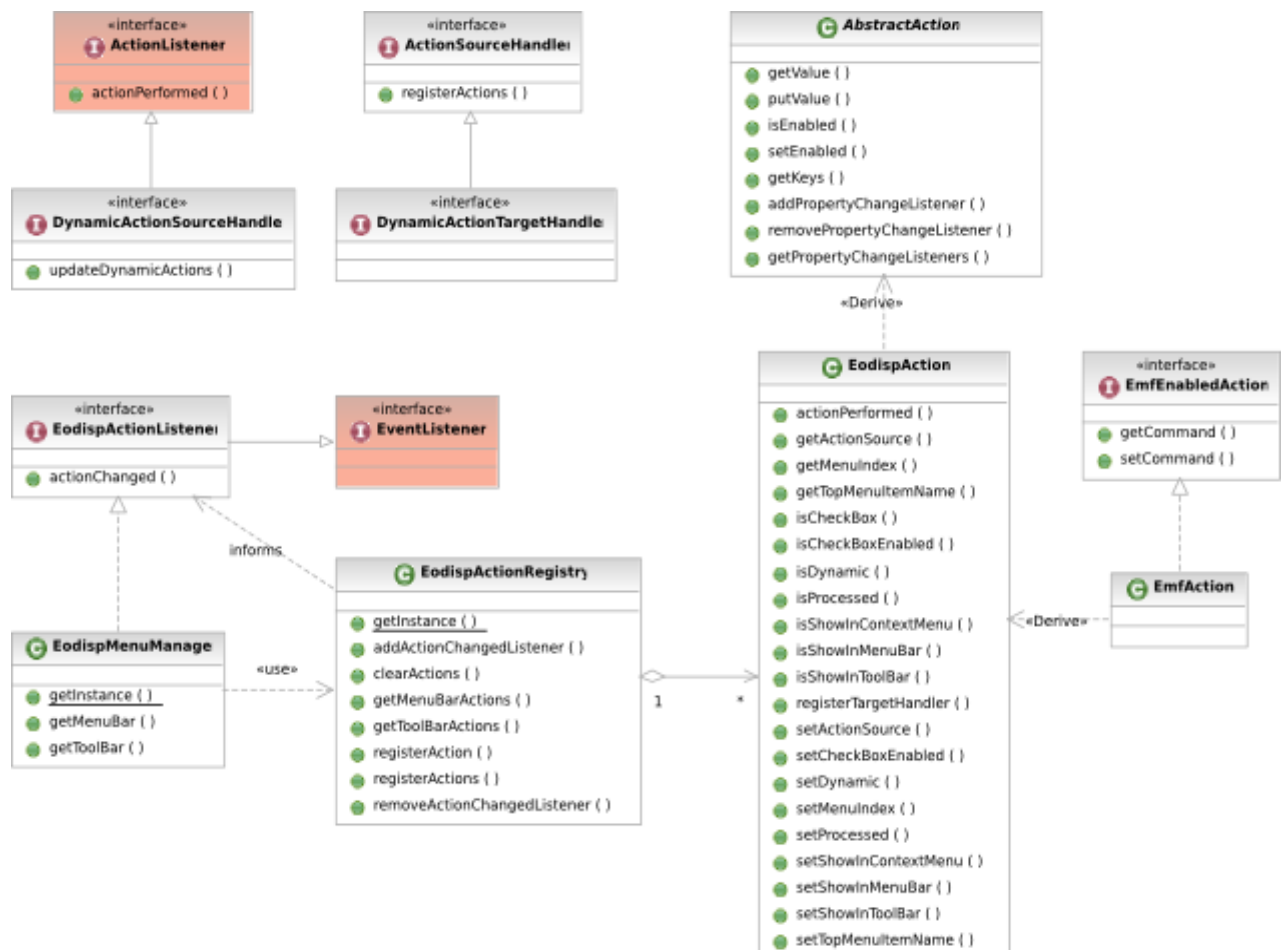 «interface»
ActionListener
actionPerformed ( )
«interface»
ActionSourceHandler
registerActions ( )
AbstractAction
getValue ( )
putValue ( )
isEnabled ( )
setEnabled ( )
getKeys ( )
addPropertyChangeListener ( )
removePropertyChangeListener ( )
getPropertyChangeListeners ( )
«interface»
DynamicActionSourceHandle
updateDynamicActions ( )
«interface»
DynamicActionTargetHandler
«Derive»
EodispAction
actionPerformed ( )
getActionSource ( )
getMenuIndex ( )
getTopMenuItemName ( )
isCheckBox ( )
isCheckBoxEnabled ( )
isDynamic ( )
isProcessed ( )
isShowInContextMenu ( )
isShowInMenuBar ( )
isShowInToolBar ( )
registerTargetHandler ( )
setActionSource ( )
setCheckBoxEnabled ( )
setDynamic ( )
setMenuIndex ( )
setProcessed ( )
setShowInContextMenu ( )
setShowInMenuBar ( )
setShowInToolBar ( )
setTopMenuItemName ( )
«interface»
EmfEnabledAction
getCommand ( )
setCommand ( )
EmfAction
«Derive»
«interface»
EodispActionListener
actionChanged ( )
«interface»
EventListener
informs
EodispActionRegistry
getInstance ( )
addActionChangedListener ( )
clearActions ( )
getMenuBarActions ( )
getToolBarActions ( )
registerAction ( )
registerActions ( )
removeActionChangedListener ( )
1
*
EodispMenuManage
getInstance ( )
getMenuBar ( )
getToolBar ( )
«use»